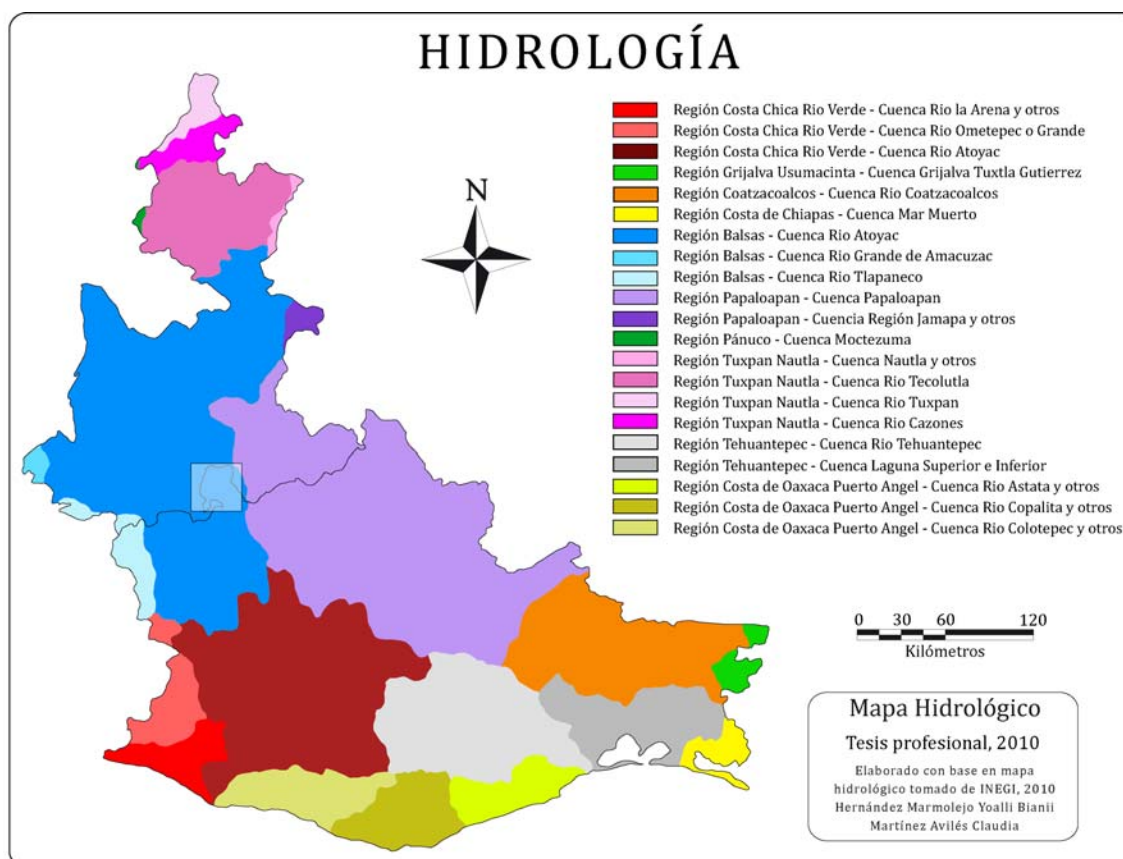 HIDROLOGÍA
Región Costa Chica Rio Verde - Cuenca Rio la Arena y otros
Región Costa Chica Rio Verde - Cuenca Rio Ometepec o Grande
Región Costa Chica Rio Verde - Cuenca Rio Atoyac
Región Grijalva Usumacinta - Cuenca Grijalva Tuxtla Gutierrez
Región Coatzacoalcos - Cuenca Rio Coatzacoalcos
Región Costa de Chiapas - Cuenca Mar Muerto
Región Balsas - Cuenca Rio Atoyac
Región Balsas - Cuenca Rio Grande de Amacuzac
Región Balsas - Cuenca Rio Tlapaneco
Región Papaloapan - Cuenca Papaloapan
Región Papaloapan - Cuencia Región Jamapa y otros
Región Pánuco - Cuenca Moctezuma
Región Tuxpan Nautla - Cuenca Nautla y otros
Región Tuxpan Nautla - Cuenca Rio Tecolutla
Región Tuxpan Nautla - Cuenca Rio Tuxpan
Región Tuxpan Nautla - Cuenca Rio Cazones
Región Tehuantepec - Cuenca Rio Tehuantepec
Región Tehuantepec - Cuenca Laguna Superior e Inferior
Región Costa de Oaxaca Puerto Angel - Cuenca Rio Astata y otros
Región Costa de Oaxaca Puerto Angel - Cuenca Rio Copalita y otros
Región Costa de Oaxaca Puerto Angel - Cuenca Rio Colotepec y otros
N
0 30 60 120
Kilómetros
Mapa Hidrológico
Tesis profesional, 2010
Elaborado con base en mapa
hidrológico tomado de INEGI, 2010
Hernández Marmolejo Yoalli Bianii
Martínez Avilés Claudia